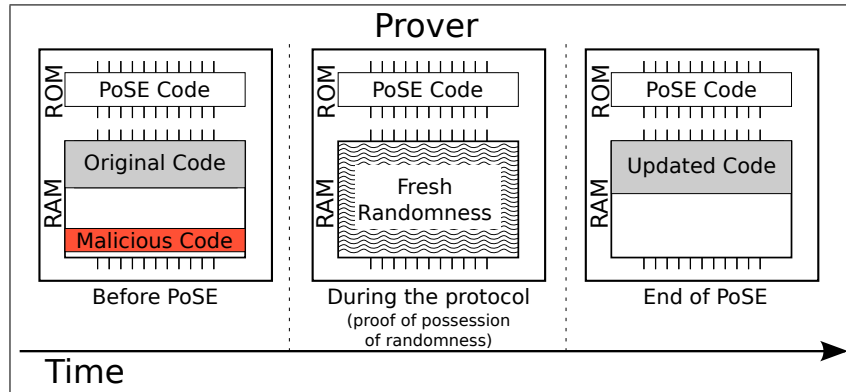 Prover
ROM
PoSE Code
RAM
Original Code
Malicious Code
Before PoSE
ROM
PoSE Code
RAM
Fresh
Randomness
During the protocol
(proof of possession
of randomness)
ROM
PoSE Code
RAM
Updated Code
End of PoSE
Time